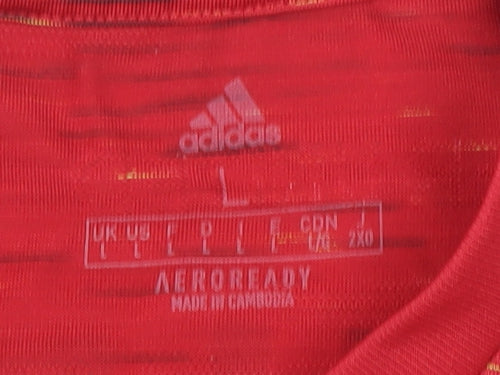 adidas
L
UK US F D I E CDN J
L L L L L L L/G 2XO
AEROREADY
MADE IN CAMBODIA